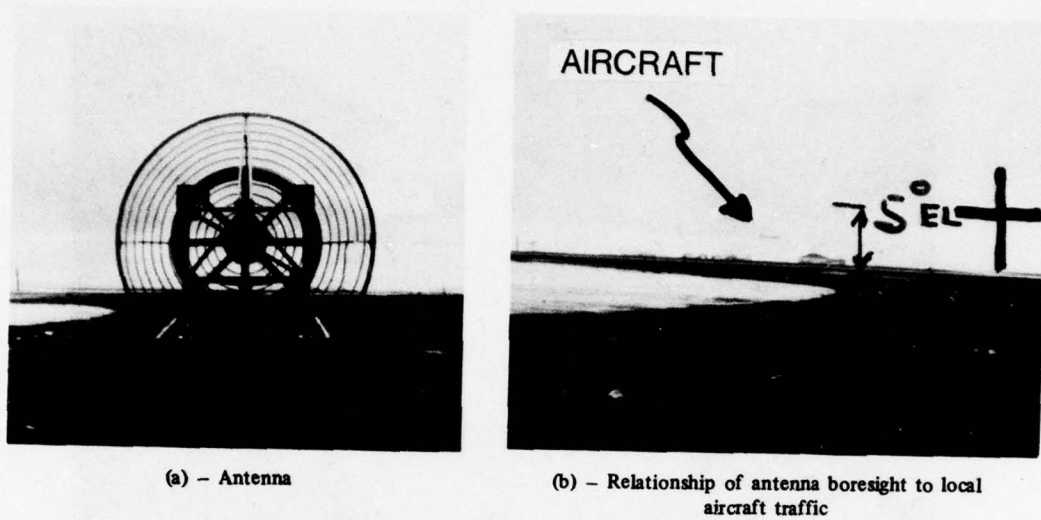 AIRCRAFT
5° EL
(a) – Antenna
(b) – Relationship of antenna boresight to local
aircraft traffic